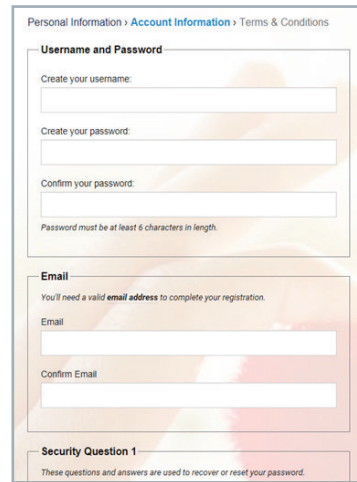 Personal Information › Account Information › Terms & Conditions
Username and Password
Create your username:
Create your password:
Confirm your password:
Password must be at least 6 characters in length.
Email
You'll need a valid email address to complete your registration.
Email
Confirm Email
Security Question 1
These questions and answers are used to recover or reset your password.